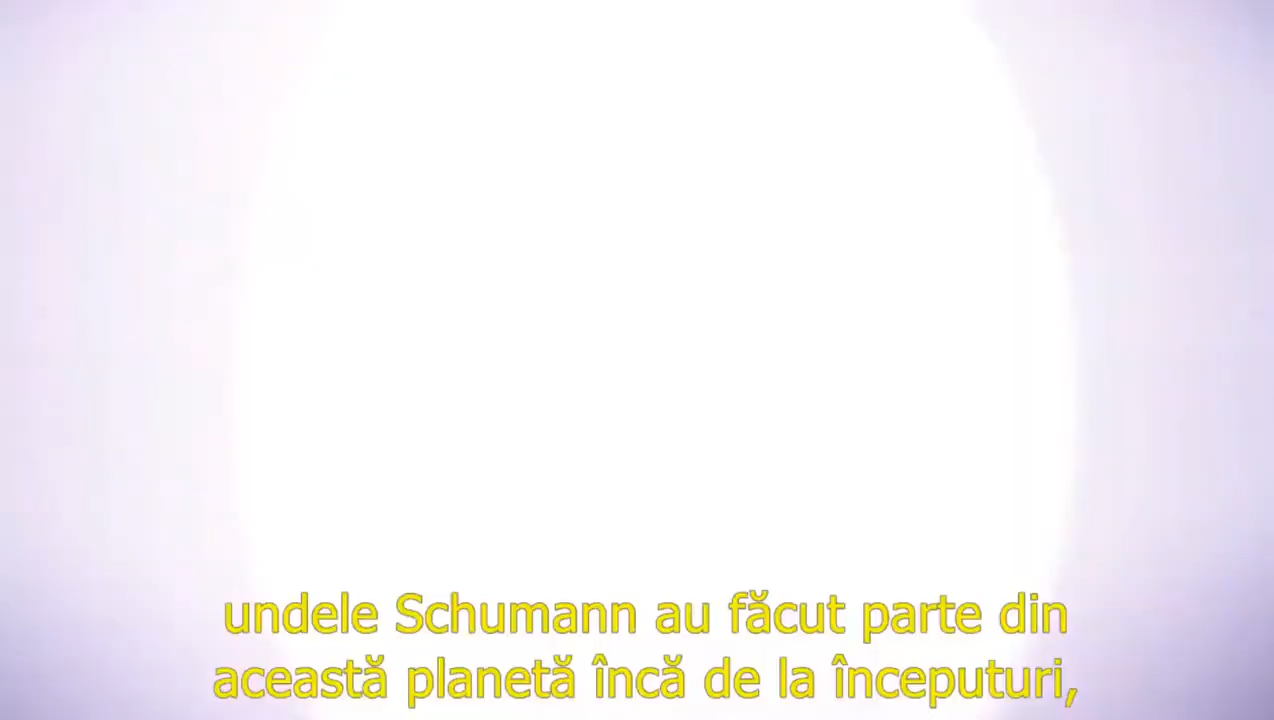 undele Schumann au făcut parte din
această planetă încă de la începuturi,